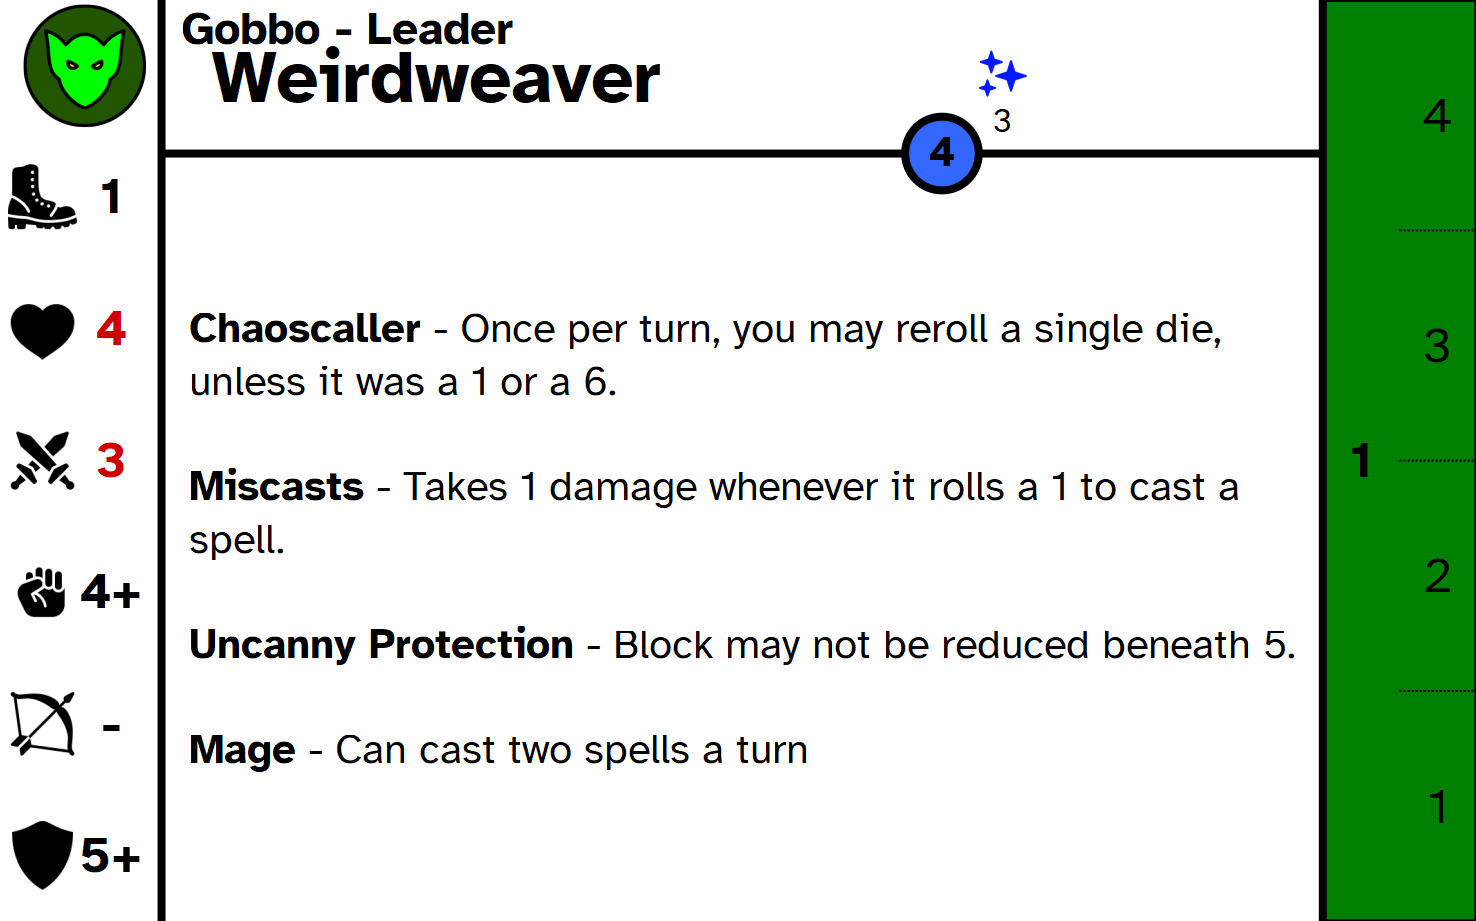 Gobbo - Leader
Weirdweaver
3
4
1
4
3
4+
-
5+
Chaoscaller - Once per turn, you may reroll a single die,
unless it was a 1 or a 6.
Miscasts - Takes 1 damage whenever it rolls a 1 to cast a
spell.
Uncanny Protection - Block may not be reduced beneath 5.
Mage - Can cast two spells a turn
1
4
3
2
1